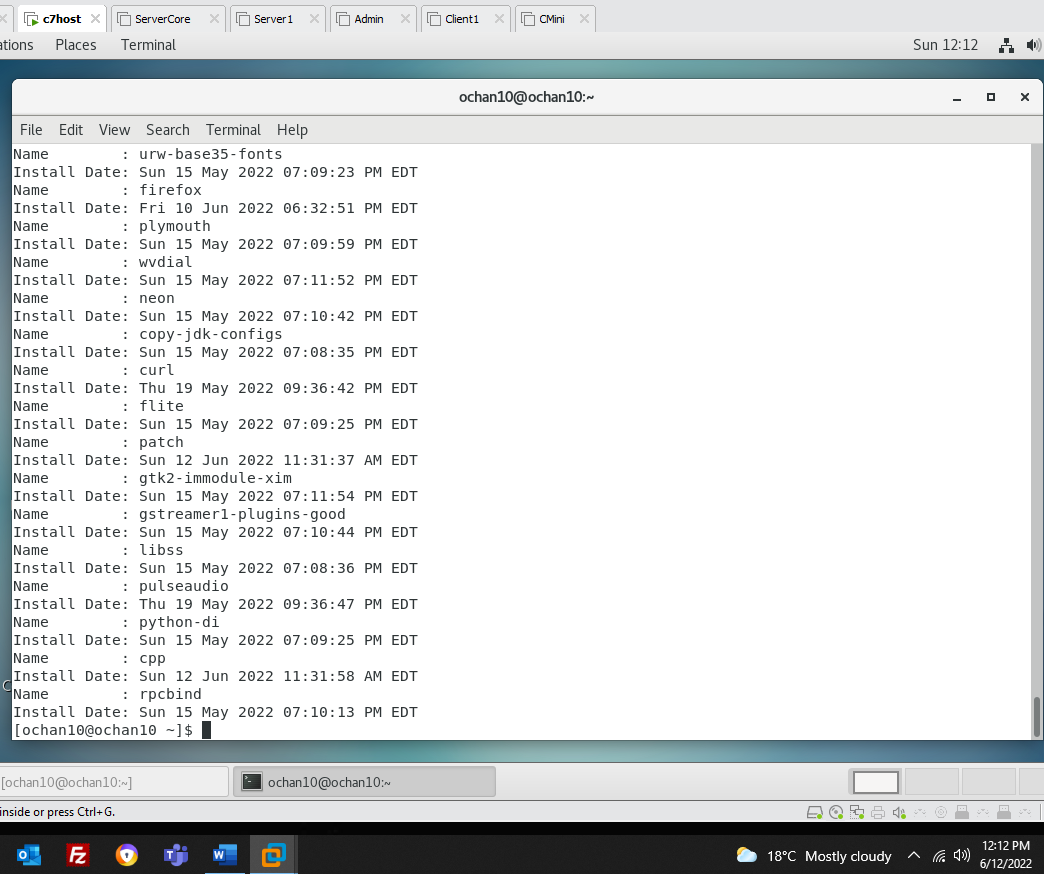 c7host
ServerCore
Server1
Admin
Client1
CMini
ations Places Terminal Sun 12:12
ochan10@ochan10:~
File Edit View Search Terminal Help
Name        : urw-base35-fonts
Install Date: Sun 15 May 2022 07:09:23 PM EDT
Name        : firefox
Install Date: Fri 10 Jun 2022 06:32:51 PM EDT
Name        : plymouth
Install Date: Sun 15 May 2022 07:09:59 PM EDT
Name        : wvdial
Install Date: Sun 15 May 2022 07:11:52 PM EDT
Name        : neon
Install Date: Sun 15 May 2022 07:10:42 PM EDT
Name        : copy-jdk-configs
Install Date: Sun 15 May 2022 07:08:35 PM EDT
Name        : curl
Install Date: Thu 19 May 2022 09:36:42 PM EDT
Name        : flite
Install Date: Sun 15 May 2022 07:09:25 PM EDT
Name        : patch
Install Date: Sun 12 Jun 2022 11:31:37 AM EDT
Name        : gtk2-immodule-xim
Install Date: Sun 15 May 2022 07:11:54 PM EDT
Name        : gstreamer1-plugins-good
Install Date: Sun 15 May 2022 07:10:44 PM EDT
Name        : libss
Install Date: Sun 15 May 2022 07:08:36 PM EDT
Name        : pulseaudio
Install Date: Thu 19 May 2022 09:36:47 PM EDT
Name        : python-di
Install Date: Sun 15 May 2022 07:09:25 PM EDT
Name        : cpp
Install Date: Sun 12 Jun 2022 11:31:58 AM EDT
Name        : rpcbind
Install Date: Sun 15 May 2022 07:10:13 PM EDT
[ochan10@ochan10 ~]$
[ochan10@ochan10:~]
ochan10@ochan10:~
inside or press Ctrl+G.
18°C Mostly cloudy
12:12 PM
6/12/2022